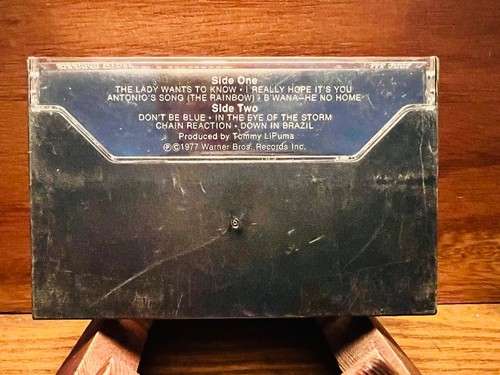 Side One
THE LADY WANTS TO KNOW • I REALLY HOPE IT'S YOU
ANTONIO'S SONG (THE RAINBOW) • B'WANA—HE NO HOME
Side Two
DON'T BE BLUE • IN THE EYE OF THE STORM
CHAIN REACTION • DOWN IN BRAZIL
Produced by Tommy LiPuma
℗©1977 Warner Bros. Records Inc.